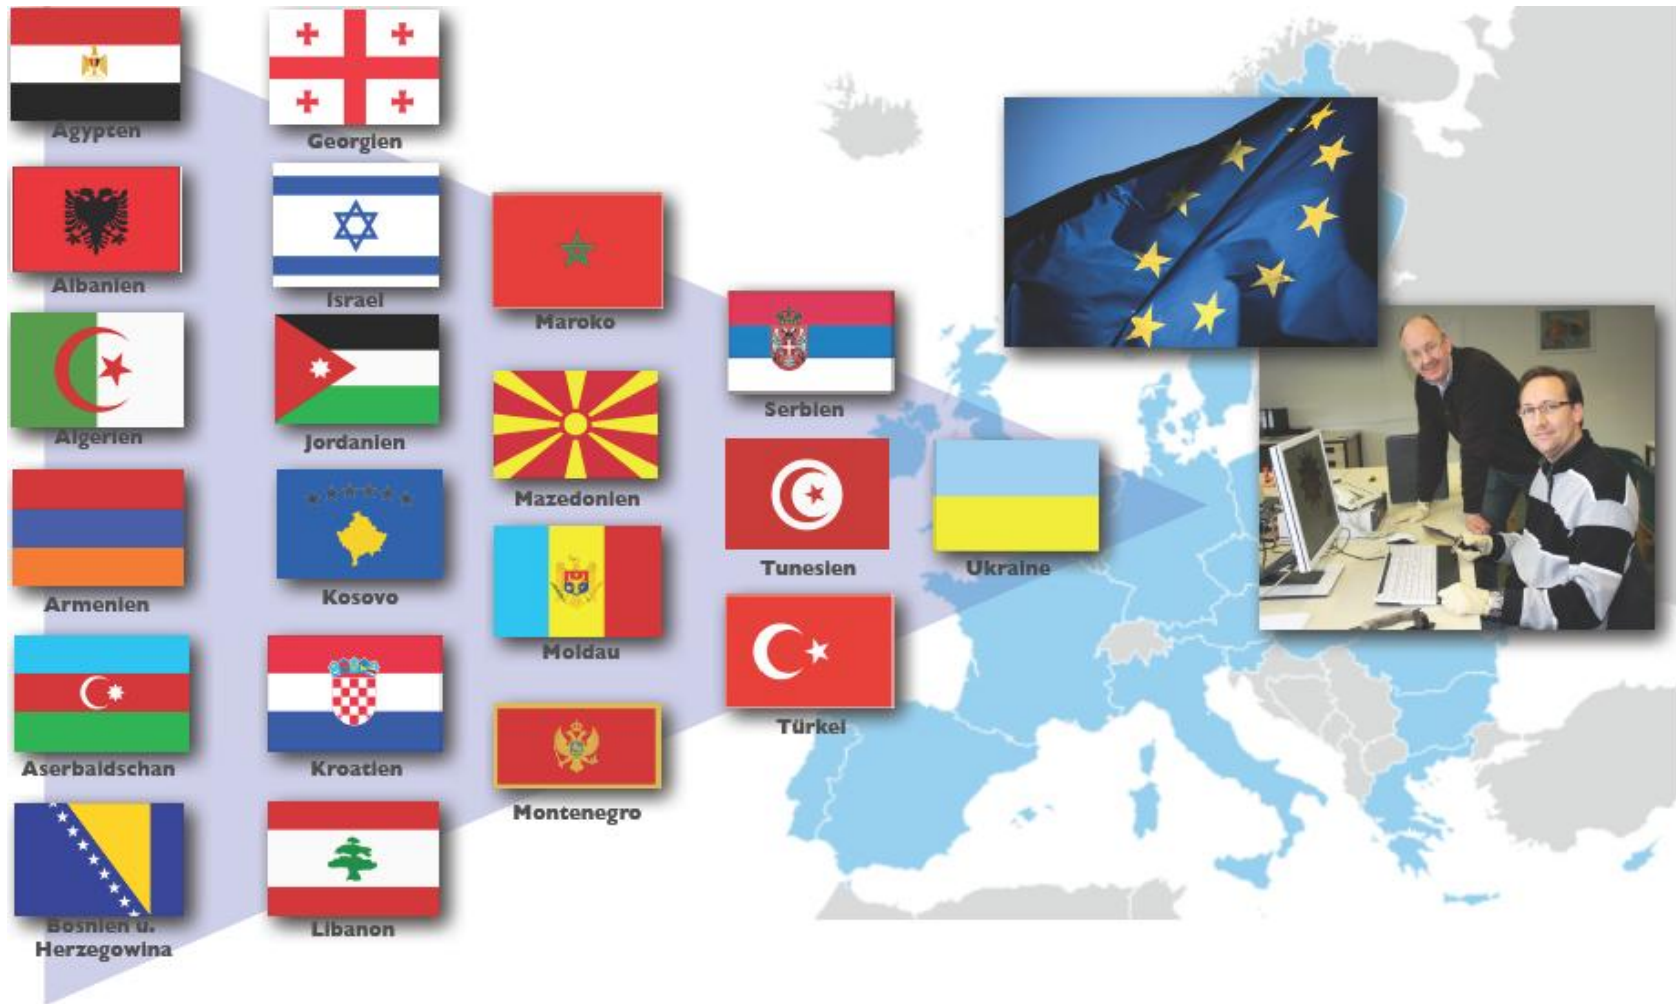 Ägypten
Georgien
Albanien
Israel
Maroko
Algerien
Jordanien
Serbien
Mazedonien
Armenien
Kosovo
Tunesien
Ukraine
Moldau
Türkei
Aserbaidschan
Kroatien
Montenegro
Bosnien u.
Herzegowina
Libanon